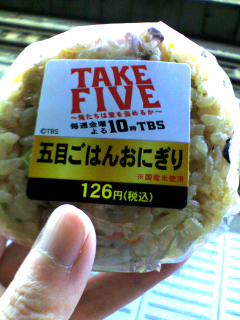 TAKE
FIVE
〜俺たちは愛を盗めるか〜
毎週金曜
よる10時TBS
©TBS
五目ごはんおにぎり
※国産米使用
126円(税込)